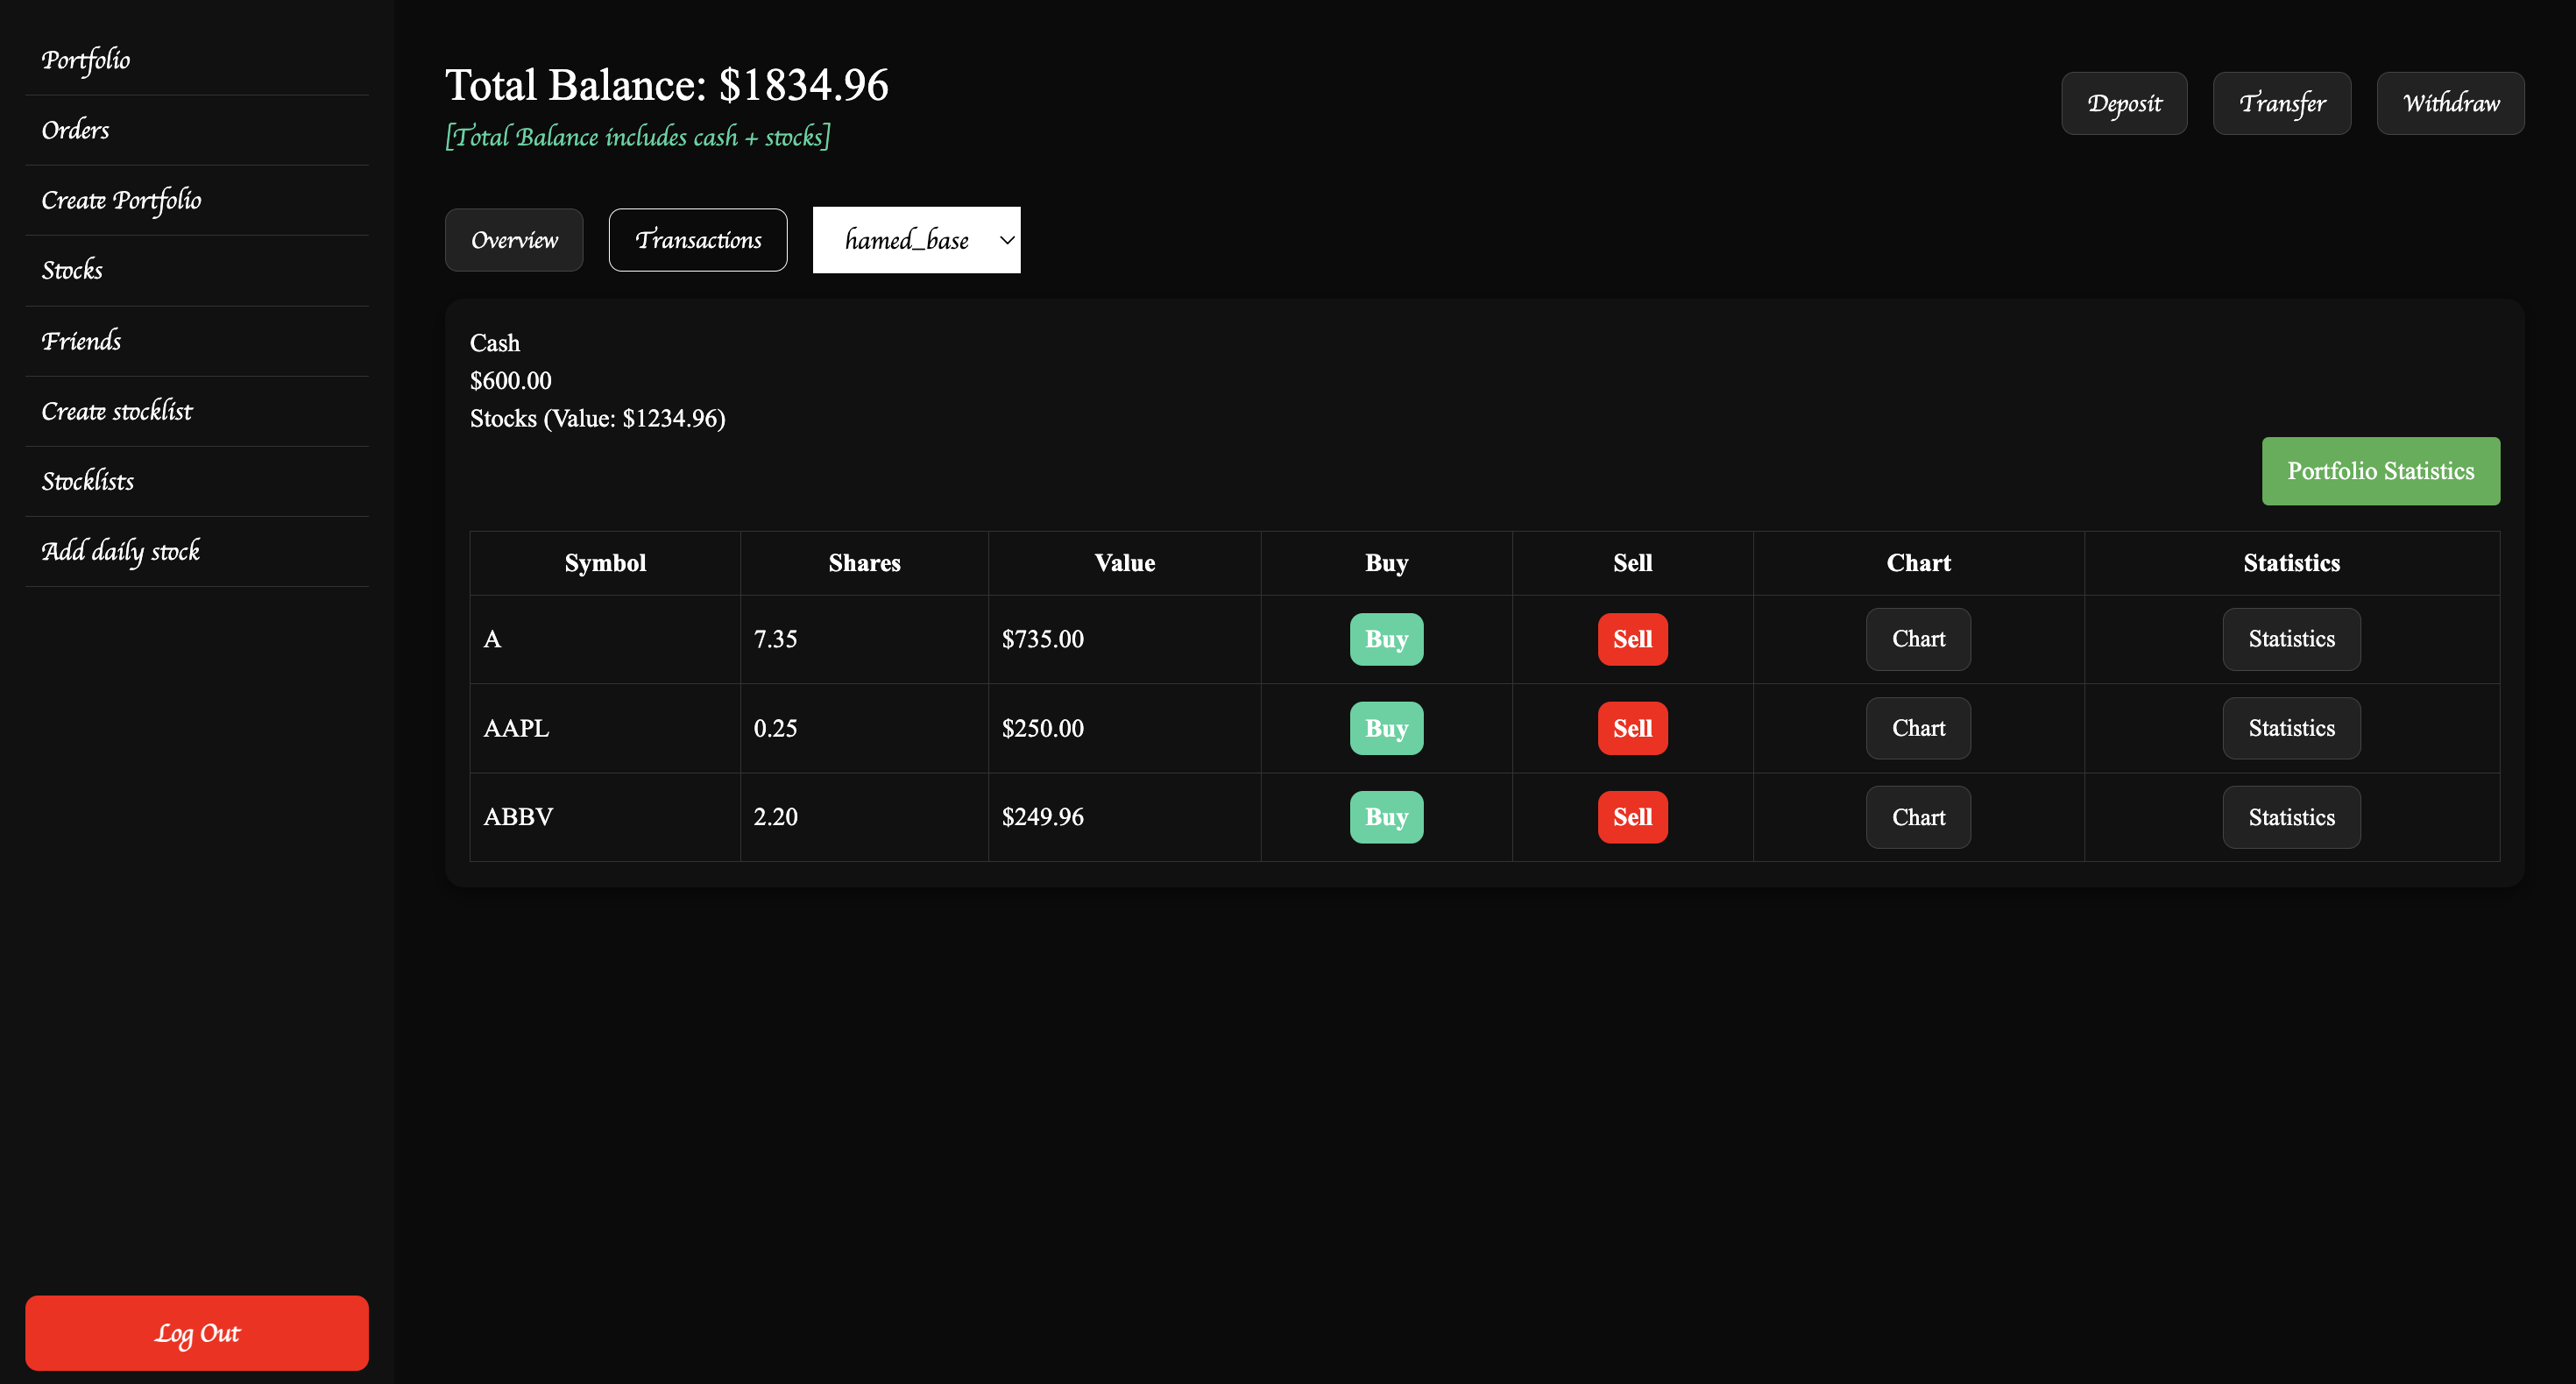 Portfolio
Orders
Create Portfolio
Stocks
Friends
Create stocklist
Stocklists
Add daily stock
Log Out
Total Balance: $1834.96
[Total Balance includes cash + stocks]
Deposit Transfer Withdraw
Overview Transactions hamed_base
Cash
$600.00
Stocks (Value: $1234.96)
Portfolio Statistics
Symbol Shares Value Buy Sell Chart Statistics
A 7.35 $735.00 Buy Sell Chart Statistics
AAPL 0.25 $250.00 Buy Sell Chart Statistics
ABBV 2.20 $249.96 Buy Sell Chart Statistics